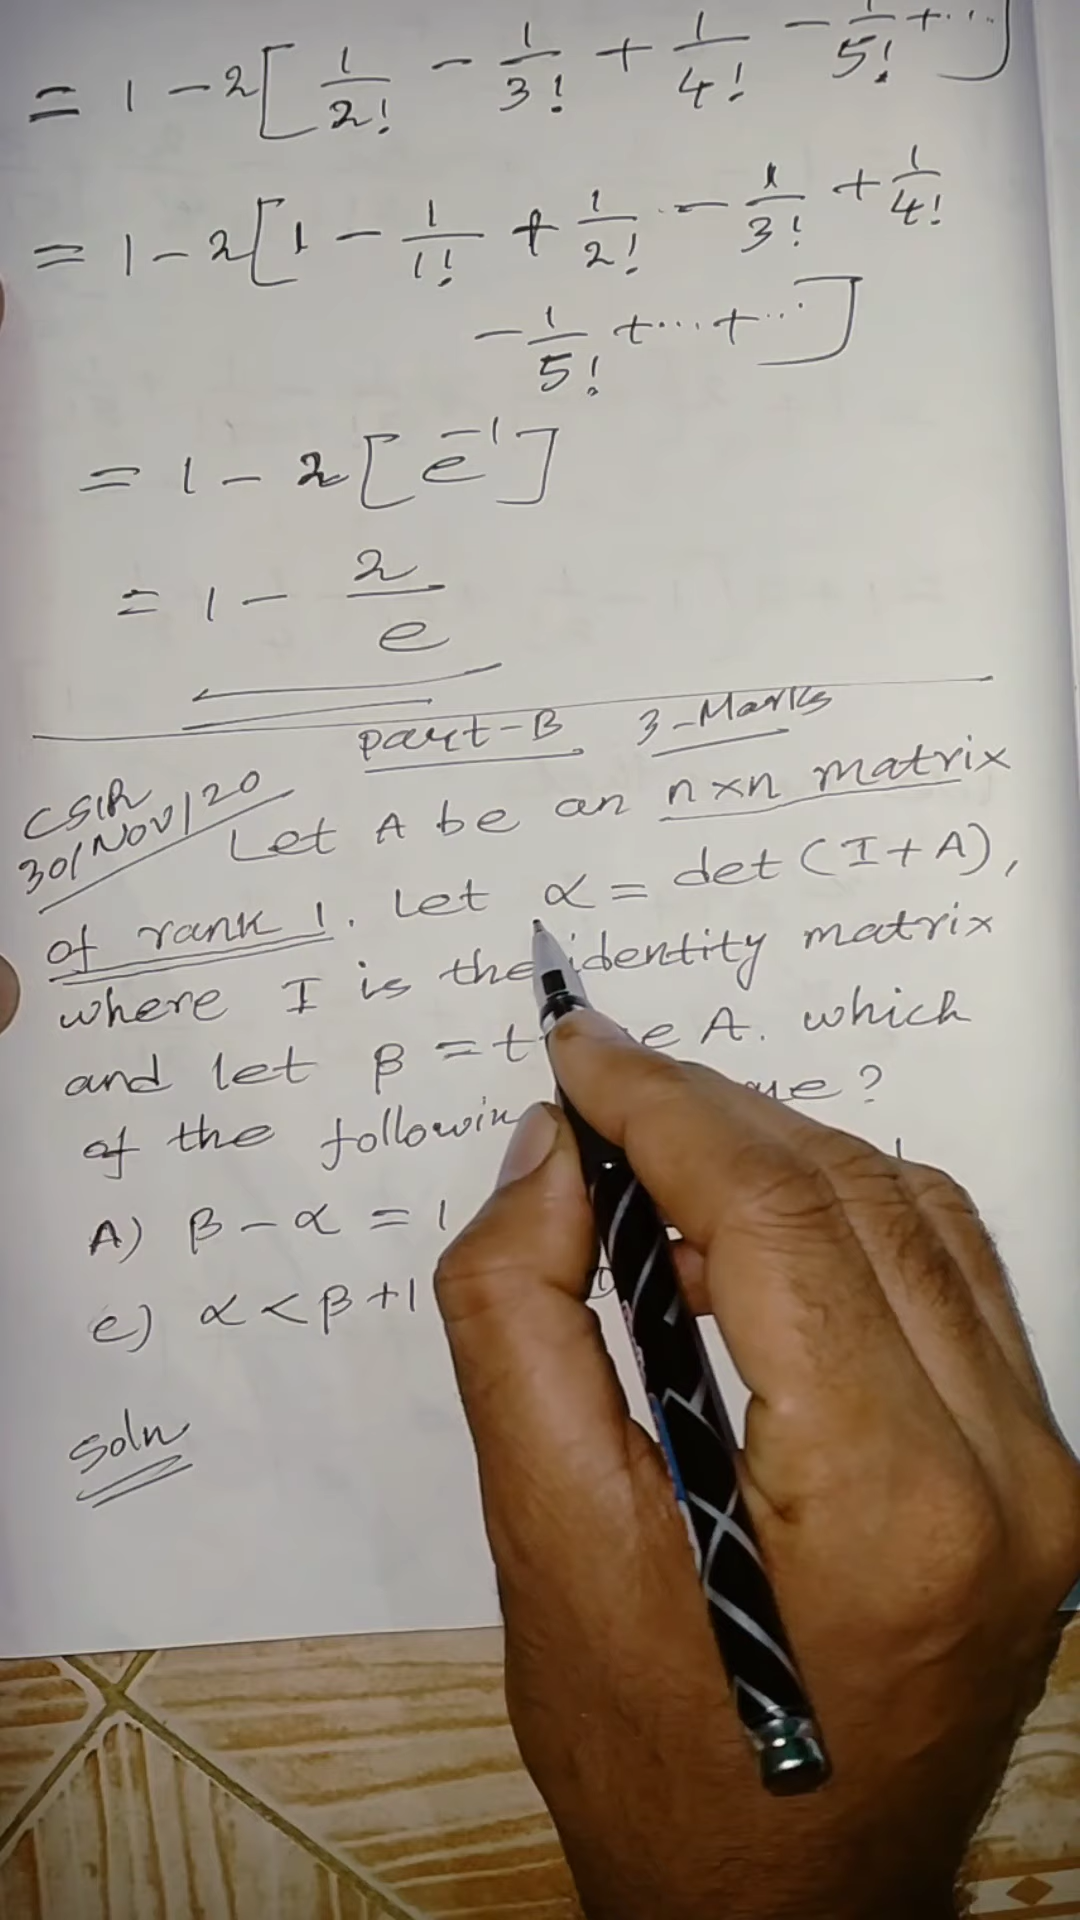 = 1 - 2[1/2! - 1/3! + 1/4! - 1/5! + ...]
= 1 - 2[1 - 1/1! + 1/2! - 1/3! + 1/4!
- 1/5! + ... + ...]
= 1 - 2[e^-1]
= 1 - 2/e
Part-B 3-Marks
CSIR
30/Nov/20
Let A be an n×n matrix
of rank 1. Let α = det(I+A),
where I is the identity matrix
and let β = A. which
of the following ?
A) β - α = 1
c) α < β + 1
Soln